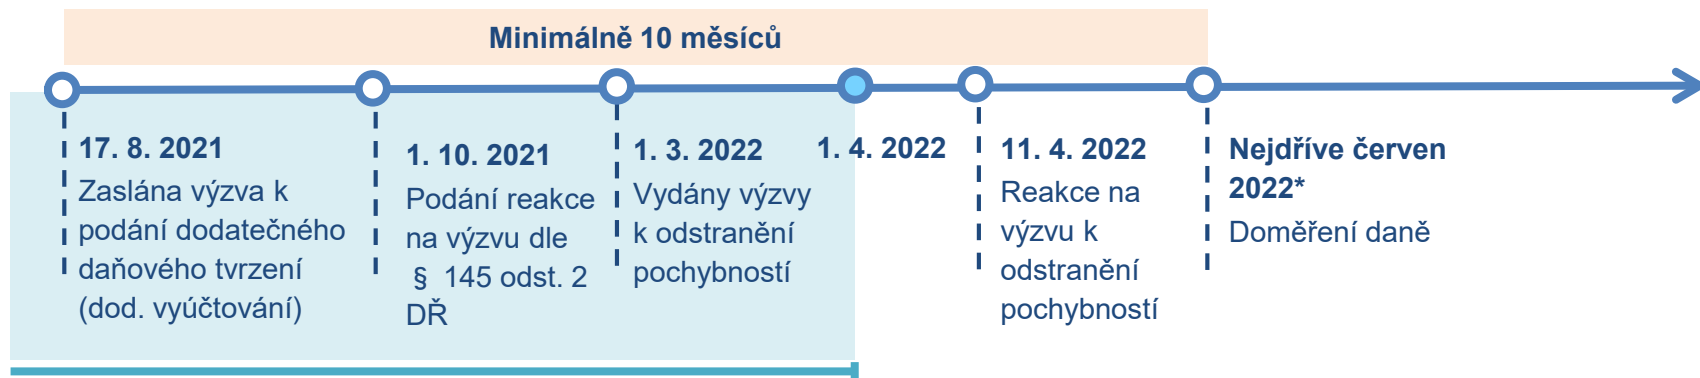 Minimálně 10 měsíců
17. 8. 2021
Zaslána výzva k
podání dodatečného
daňového tvrzení
(dod. vyúčtování)
1. 10. 2021
Podání reakce
na výzvu dle
§ 145 odst. 2
DŘ
1. 3. 2022
Vydány výzvy
k odstranění
pochybností
1. 4. 2022
11. 4. 2022
Reakce na
výzvu k
odstranění
pochybností
Nejdříve červen
2022*
Doměření daně